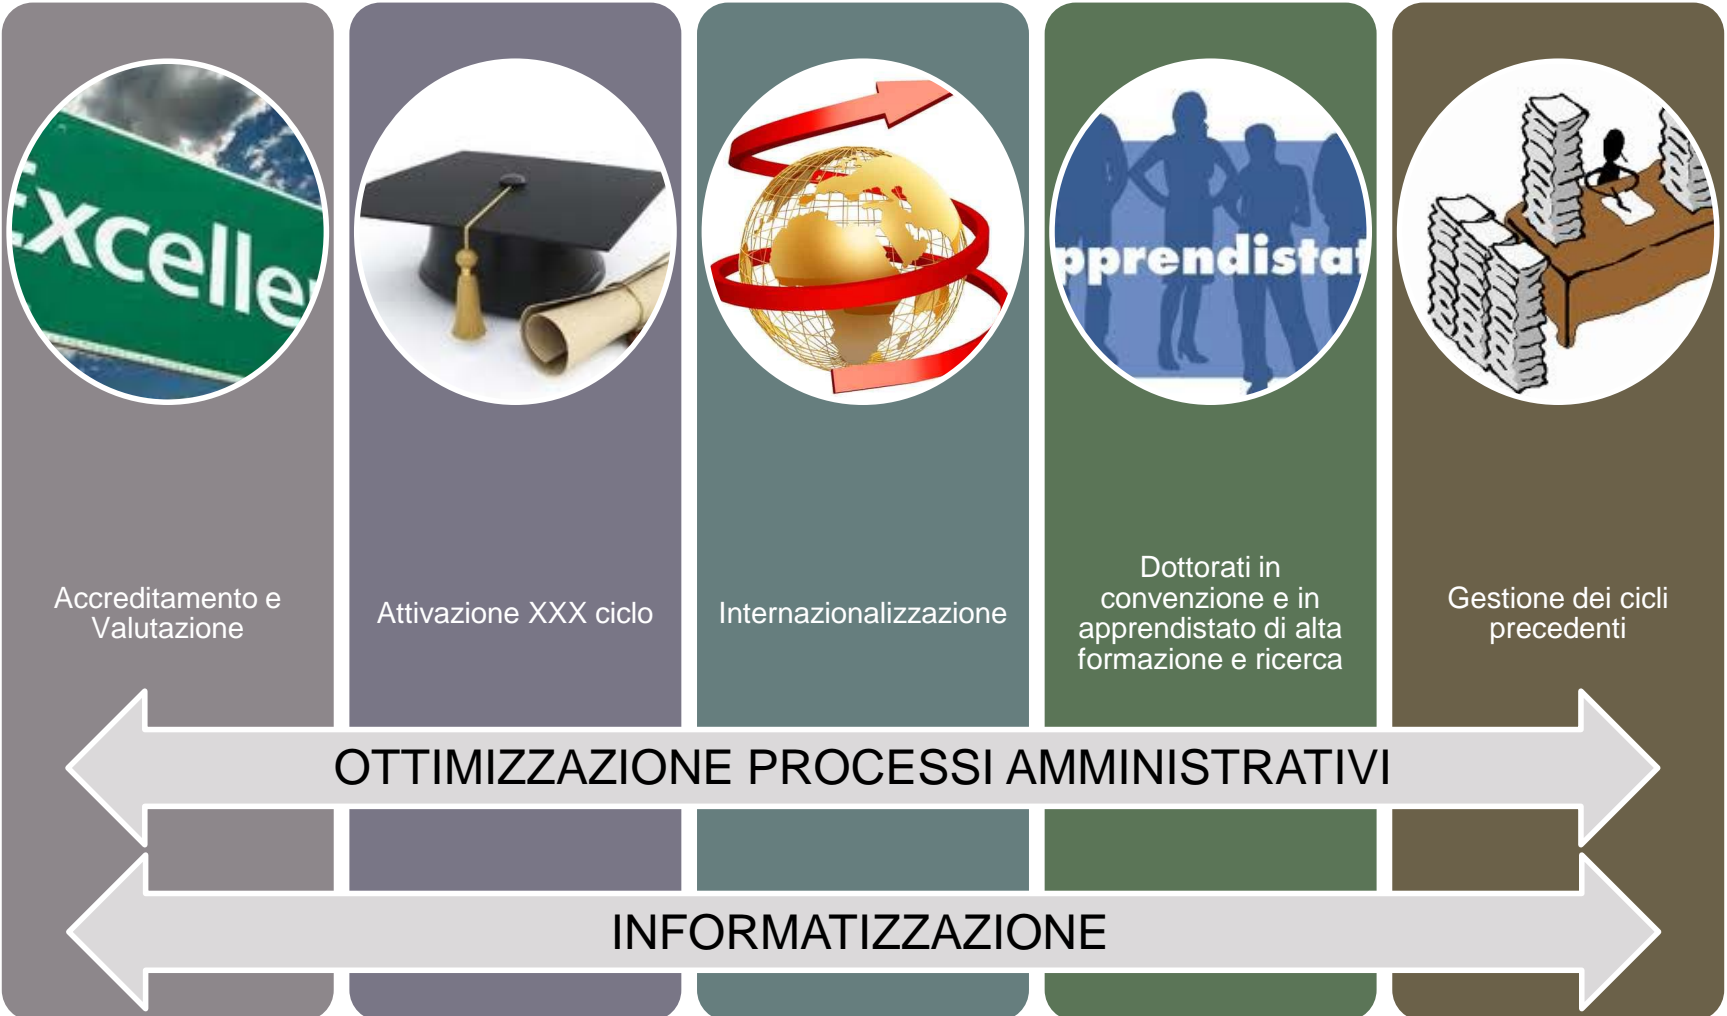 Excelle
pprendistat
Accreditamento e
Valutazione
Attivazione XXX ciclo
Internazionalizzazione
Dottorati in
convenzione e in
apprendistato di alta
formazione e ricerca
Gestione dei cicli
precedenti
OTTIMIZZAZIONE PROCESSI AMMINISTRATIVI
INFORMATIZZAZIONE